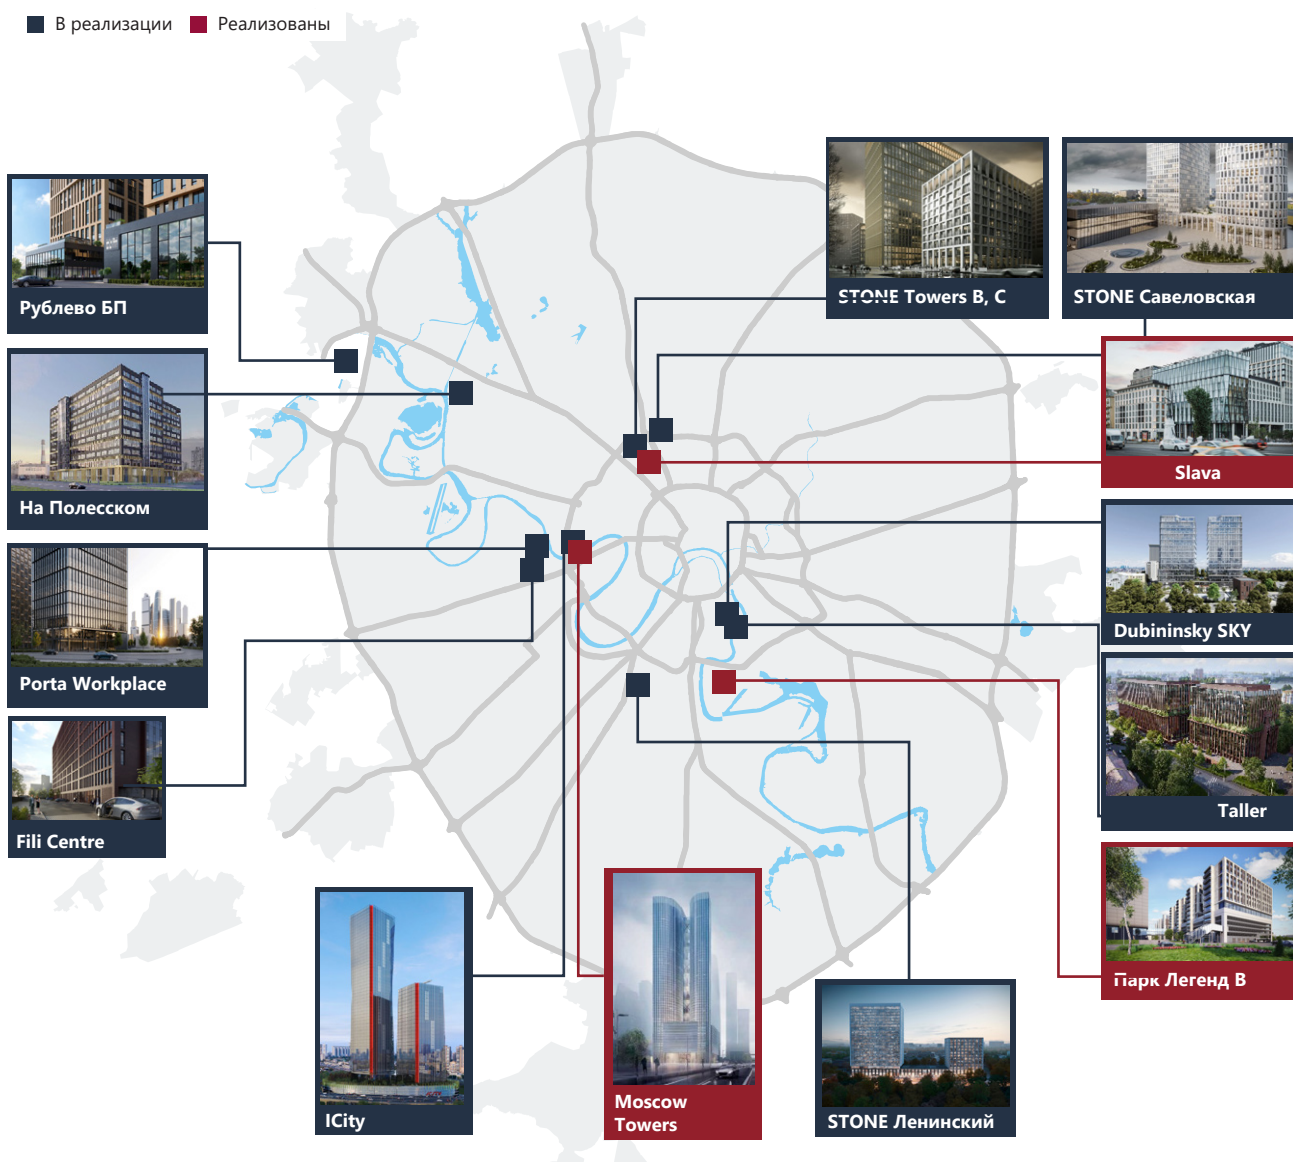 В реализации
Реализованы
STONE Towers B, C
STONE Савеловская
Рублево БП
На Полесском
Slava
Dubininsky SKY
Porta Workplace
Taller
Fili Centre
Парк Легенд B
ICity
Moscow
Towers
STONE Ленинский